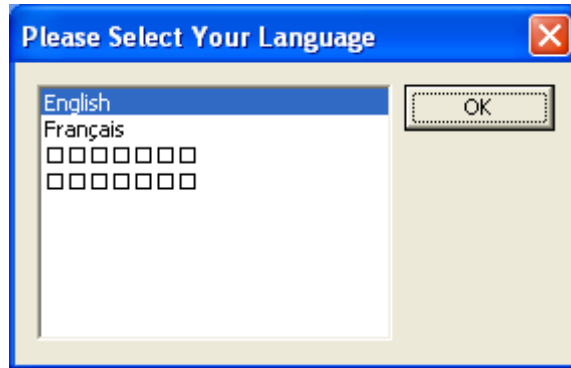 Please Select Your Language
English
Français
□□□□□□□
□□□□□□□
OK